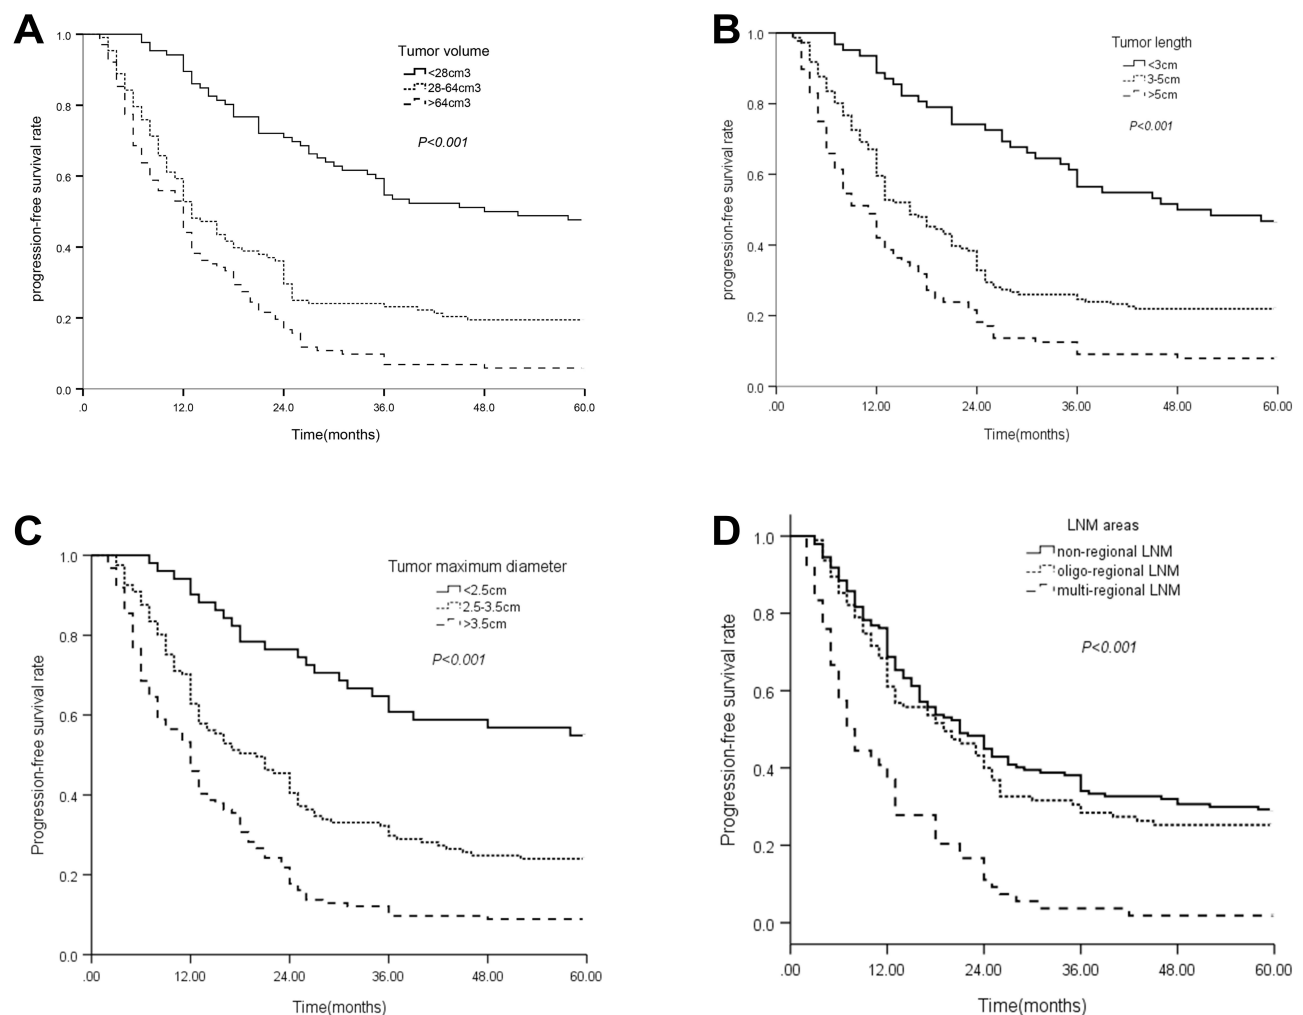 A
Tumor volume
<28cm3
28-64cm3
>64cm3
P<0.001
progression-free survival rate
1.0
0.8
0.6
0.4
0.2
0.0
.0 12.0 24.0 36.0 48.0 60.0
Time(months)
B
Tumor length
<3cm
3-5cm
>5cm
P<0.001
progression-free survival rate
1.0
0.8
0.6
0.4
0.2
0.0
.00 12.00 24.00 36.00 48.00 60.00
Time(months)
C
Tumor maximum diameter
<2.5cm
2.5-3.5cm
>3.5cm
P<0.001
Progression-free survival rate
1.0
0.8
0.6
0.4
0.2
0.0
.00 12.00 24.00 36.00 48.00 60.00
Time(months)
D
LNM areas
non-regional LNM
oligo-regional LNM
multi-regional LNM
P<0.001
Progression-free survival rate
1.0
0.8
0.6
0.4
0.2
0.0
.00 12.00 24.00 36.00 48.00 60.00
Time(months)